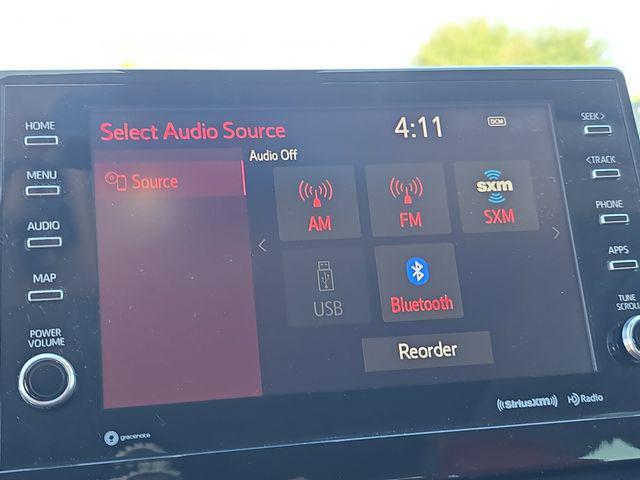 HOME
MENU
AUDIO
MAP
POWER
VOLUME
Select Audio Source
4:11
DCM
Source
Audio Off
AM
FM
sxm
SXM
USB
Bluetooth
Reorder
SEEK >
< TRACK
PHONE
APPS
TUNE
SCROLL
gracenote
((SiriusXM))
HD Radio